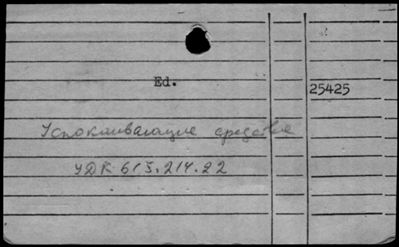 Ed.
25425
Успокаивающие средства
УДК 615.214.22